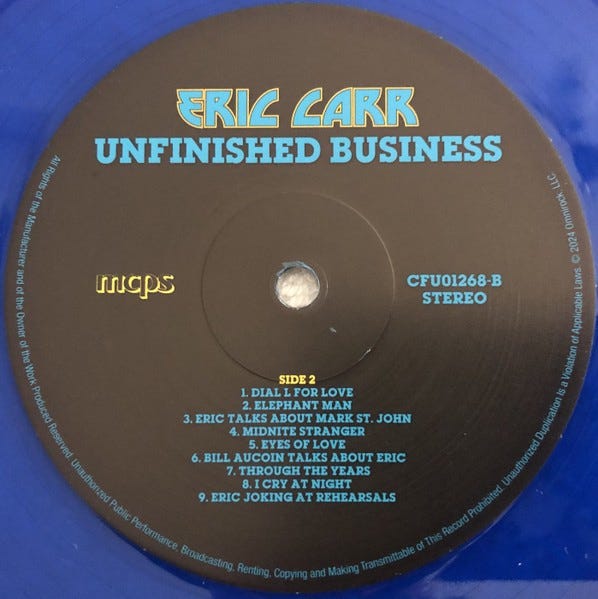 ERIC CARR
UNFINISHED BUSINESS
mcps
CFU01268-B
STEREO
SIDE 2
1. DIAL L FOR LOVE
2. ELEPHANT MAN
3. ERIC TALKS ABOUT MARK ST. JOHN
4. MIDNITE STRANGER
5. EYES OF LOVE
6. BILL AUCOIN TALKS ABOUT ERIC
7. THROUGH THE YEARS
8. I CRY AT NIGHT
9. ERIC JOKING AT REHEARSALS
All Rights of the Manufacturer and of the Owner of the Work Produced Reserved. Unauthorized Public Performance, Broadcasting, Renting, Copying and Making Transmittable of This Record Prohibited. Unauthorized Duplication Is a Violation of Applicable Laws. © 2024 Omnirock, LLC